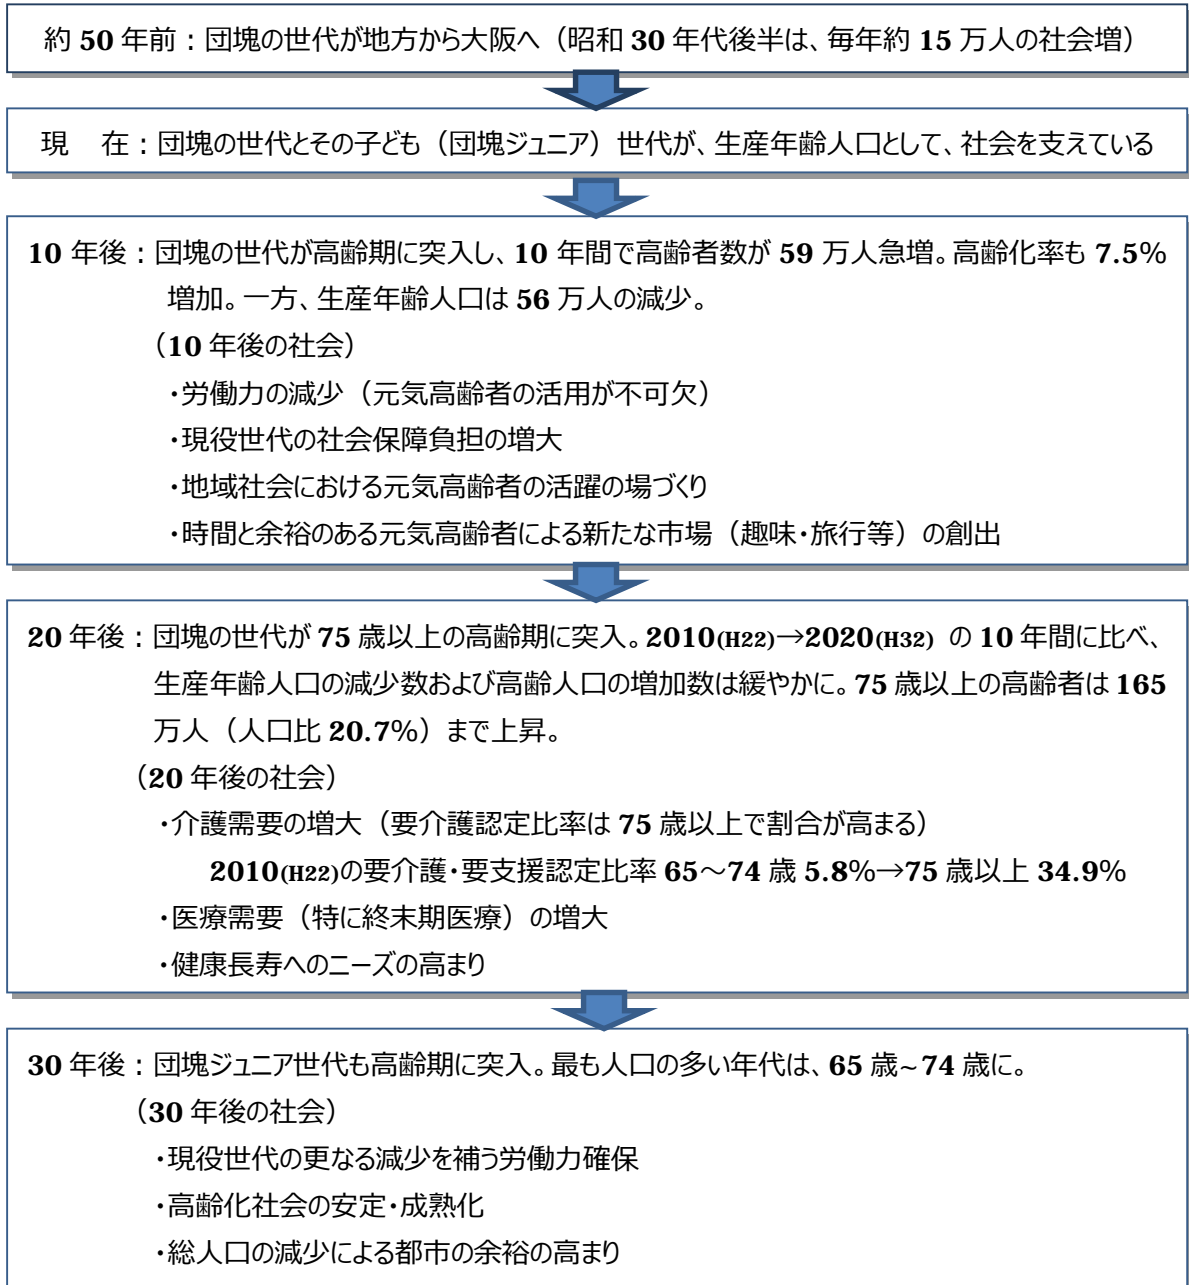 約 50 年前：団塊の世代が地方から大阪へ（昭和 30 年代後半は、毎年約 15 万人の社会増）
現　在：団塊の世代とその子ども（団塊ジュニア）世代が、生産年齢人口として、社会を支えている
10 年後：団塊の世代が高齢期に突入し、10 年間で高齢者数が 59 万人急増。高齢化率も 7.5%
増加。一方、生産年齢人口は 56 万人の減少。
（10 年後の社会）
・労働力の減少（元気高齢者の活用が不可欠）
・現役世代の社会保障負担の増大
・地域社会における元気高齢者の活躍の場づくり
・時間と余裕のある元気高齢者による新たな市場（趣味・旅行等）の創出
20 年後：団塊の世代が 75 歳以上の高齢期に突入。2010(H22)→2020(H32) の 10 年間に比べ、
生産年齢人口の減少数および高齢人口の増加数は緩やかに。75 歳以上の高齢者は 165
万人（人口比 20.7%）まで上昇。
（20 年後の社会）
・介護需要の増大（要介護認定比率は 75 歳以上で割合が高まる）
2010(H22)の要介護・要支援認定比率 65～74 歳 5.8%→75 歳以上 34.9%
・医療需要（特に終末期医療）の増大
・健康長寿へのニーズの高まり
30 年後：団塊ジュニア世代も高齢期に突入。最も人口の多い年代は、65 歳~74 歳に。
（30 年後の社会）
・現役世代の更なる減少を補う労働力確保
・高齢化社会の安定・成熟化
・総人口の減少による都市の余裕の高まり